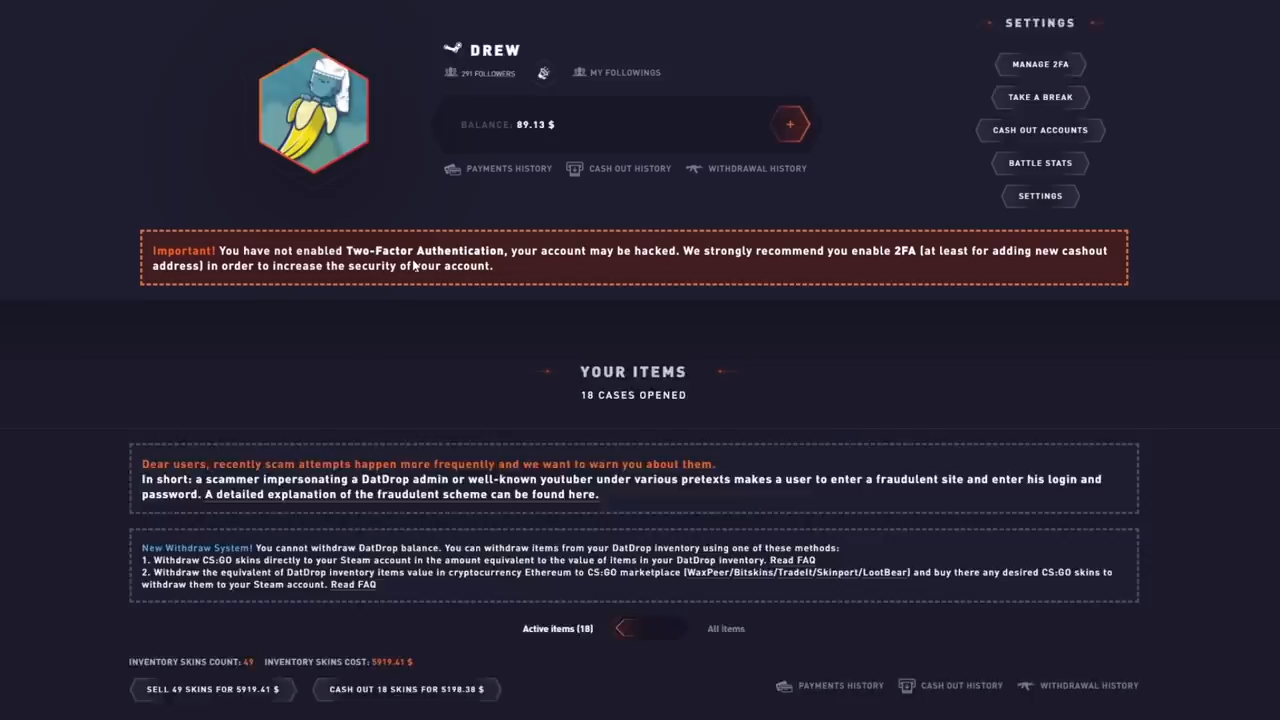 SETTINGS
DREW
291 FOLLOWERS
MY FOLLOWINGS
MANAGE 2FA
TAKE A BREAK
BALANCE: 89.13 $
+
CASH OUT ACCOUNTS
PAYMENTS HISTORY
CASH OUT HISTORY
WITHDRAWAL HISTORY
BATTLE STATS
SETTINGS
Important! You have not enabled Two-Factor Authentication, your account may be hacked. We strongly recommend you enable 2FA (at least for adding new cashout
address) in order to increase the security of your account.
YOUR ITEMS
18 CASES OPENED
Dear users, recently scam attempts happen more frequently and we want to warn you about them.
In short: a scammer impersonating a DatDrop admin or well-known youtuber under various pretexts makes a user to enter a fraudulent site and enter his login and
password. A detailed explanation of the fraudulent scheme can be found here.
New Withdraw System! You cannot withdraw DatDrop balance. You can withdraw items from your DatDrop inventory using one of these methods:
1. Withdraw CS:GO skins directly to your Steam account in the amount equivalent to the value of items in your DatDrop inventory. Read FAQ
2. Withdraw the equivalent of DatDrop inventory items value in cryptocurrency Ethereum to CS:GO marketplace (WaxPeer/Bitskins/TradeIt/Skinport/LootBear) and buy there any desired CS:GO skins to
withdraw them to your Steam account. Read FAQ
Active items (18)
All items
INVENTORY SKINS COUNT: 49 INVENTORY SKINS COST: 5919.41 $
SELL 49 SKINS FOR 5919.41 $
CASH OUT 18 SKINS FOR 5198.38 $
PAYMENTS HISTORY
CASH OUT HISTORY
WITHDRAWAL HISTORY